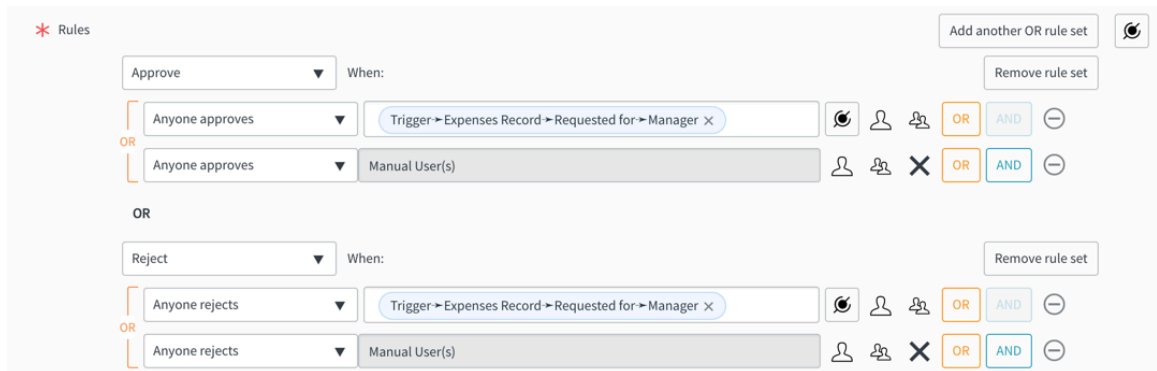 * Rules
Add another OR rule set
Approve ▼ When: Remove rule set
Anyone approves ▼ Trigger➛Expenses Record➛Requested for➛Manager × OR AND
OR
Anyone approves ▼ Manual User(s) OR AND
OR
Reject ▼ When: Remove rule set
Anyone rejects ▼ Trigger➛Expenses Record➛Requested for➛Manager × OR AND
OR
Anyone rejects ▼ Manual User(s) OR AND